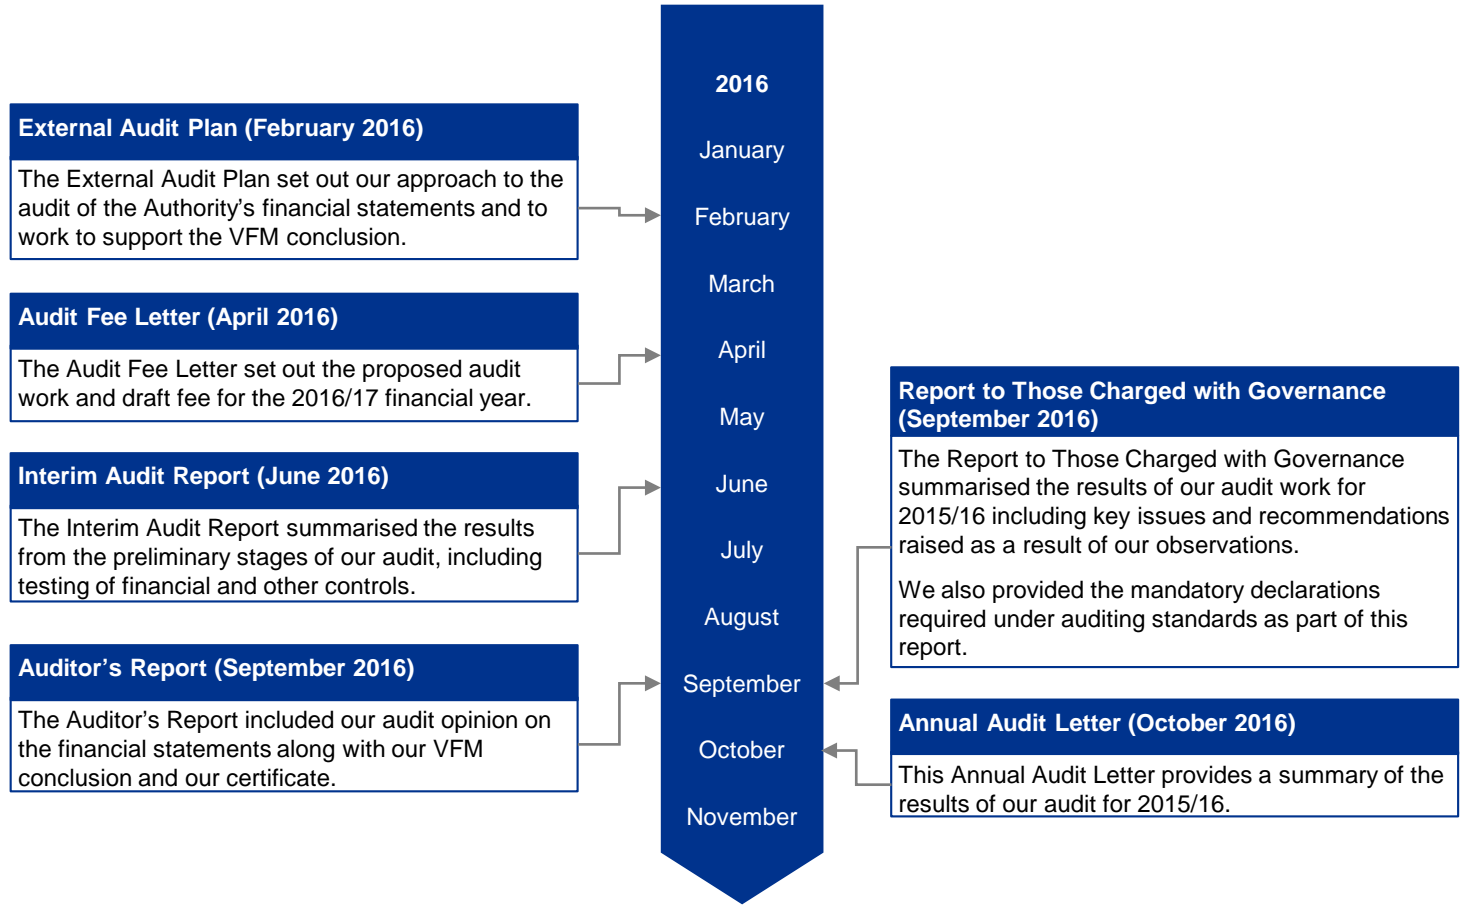 2016
January
February
March
April
May
June
July
August
September
October
November
External Audit Plan (February 2016)
The External Audit Plan set out our approach to the
audit of the Authority’s financial statements and to
work to support the VFM conclusion.
Audit Fee Letter (April 2016)
The Audit Fee Letter set out the proposed audit
work and draft fee for the 2016/17 financial year.
Interim Audit Report (June 2016)
The Interim Audit Report summarised the results
from the preliminary stages of our audit, including
testing of financial and other controls.
Auditor’s Report (September 2016)
The Auditor’s Report included our audit opinion on
the financial statements along with our VFM
conclusion and our certificate.
Report to Those Charged with Governance
(September 2016)
The Report to Those Charged with Governance
summarised the results of our audit work for
2015/16 including key issues and recommendations
raised as a result of our observations.
We also provided the mandatory declarations
required under auditing standards as part of this
report.
Annual Audit Letter (October 2016)
This Annual Audit Letter provides a summary of the
results of our audit for 2015/16.